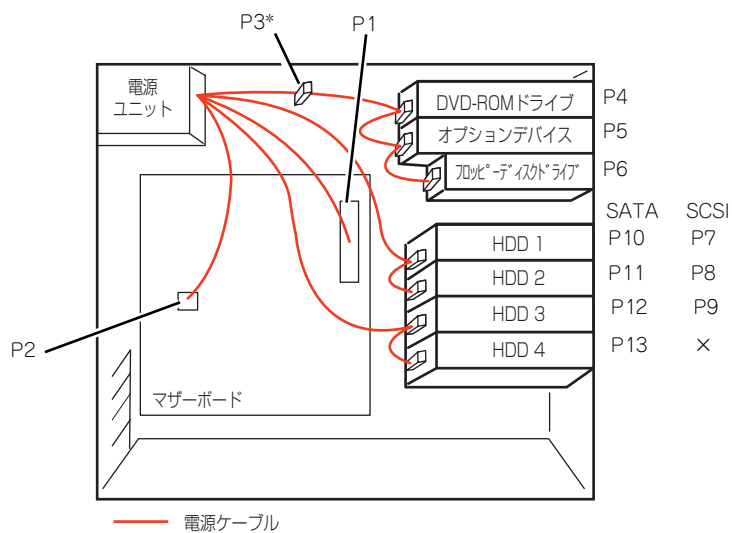 P3*
P1
電源
ユニット
DVD-ROMドライブ
P4
オプションデバイス
P5
フロッピーディスクドライブ
P6
SATA SCSI
HDD 1
P10 P7
HDD 2
P11 P8
HDD 3
P12 P9
HDD 4
P13 ×
P2
マザーボード
電源ケーブル